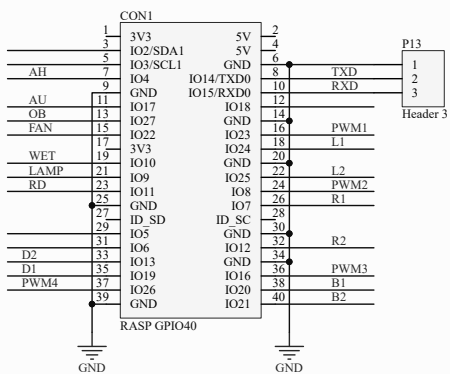 CON1
1 3V3 5V 2
3 IO2/SDA1 5V 4
5 IO3/SCL1 GND 6
AH 7 IO4 IO14/TXD0 8 TXD
9 GND IO15/RXD0 10 RXD
AU 11 IO17 IO18 12
OB 13 IO27 GND 14
FAN 15 IO22 IO23 16 PWM1
17 3V3 IO24 18 L1
WET 19 IO10 GND 20
LAMP 21 IO9 IO25 22 L2
RD 23 IO11 IO8 24 PWM2
25 GND IO7 26 R1
27 ID_SD ID_SC 28
29 IO5 GND 30
31 IO6 IO12 32 R2
D2 33 IO13 GND 34
D1 35 IO19 IO16 36 PWM3
PWM4 37 IO26 IO20 38 B1
39 GND IO21 40 B2
RASP GPIO40
P13
1
2
3
Header 3
GND
GND